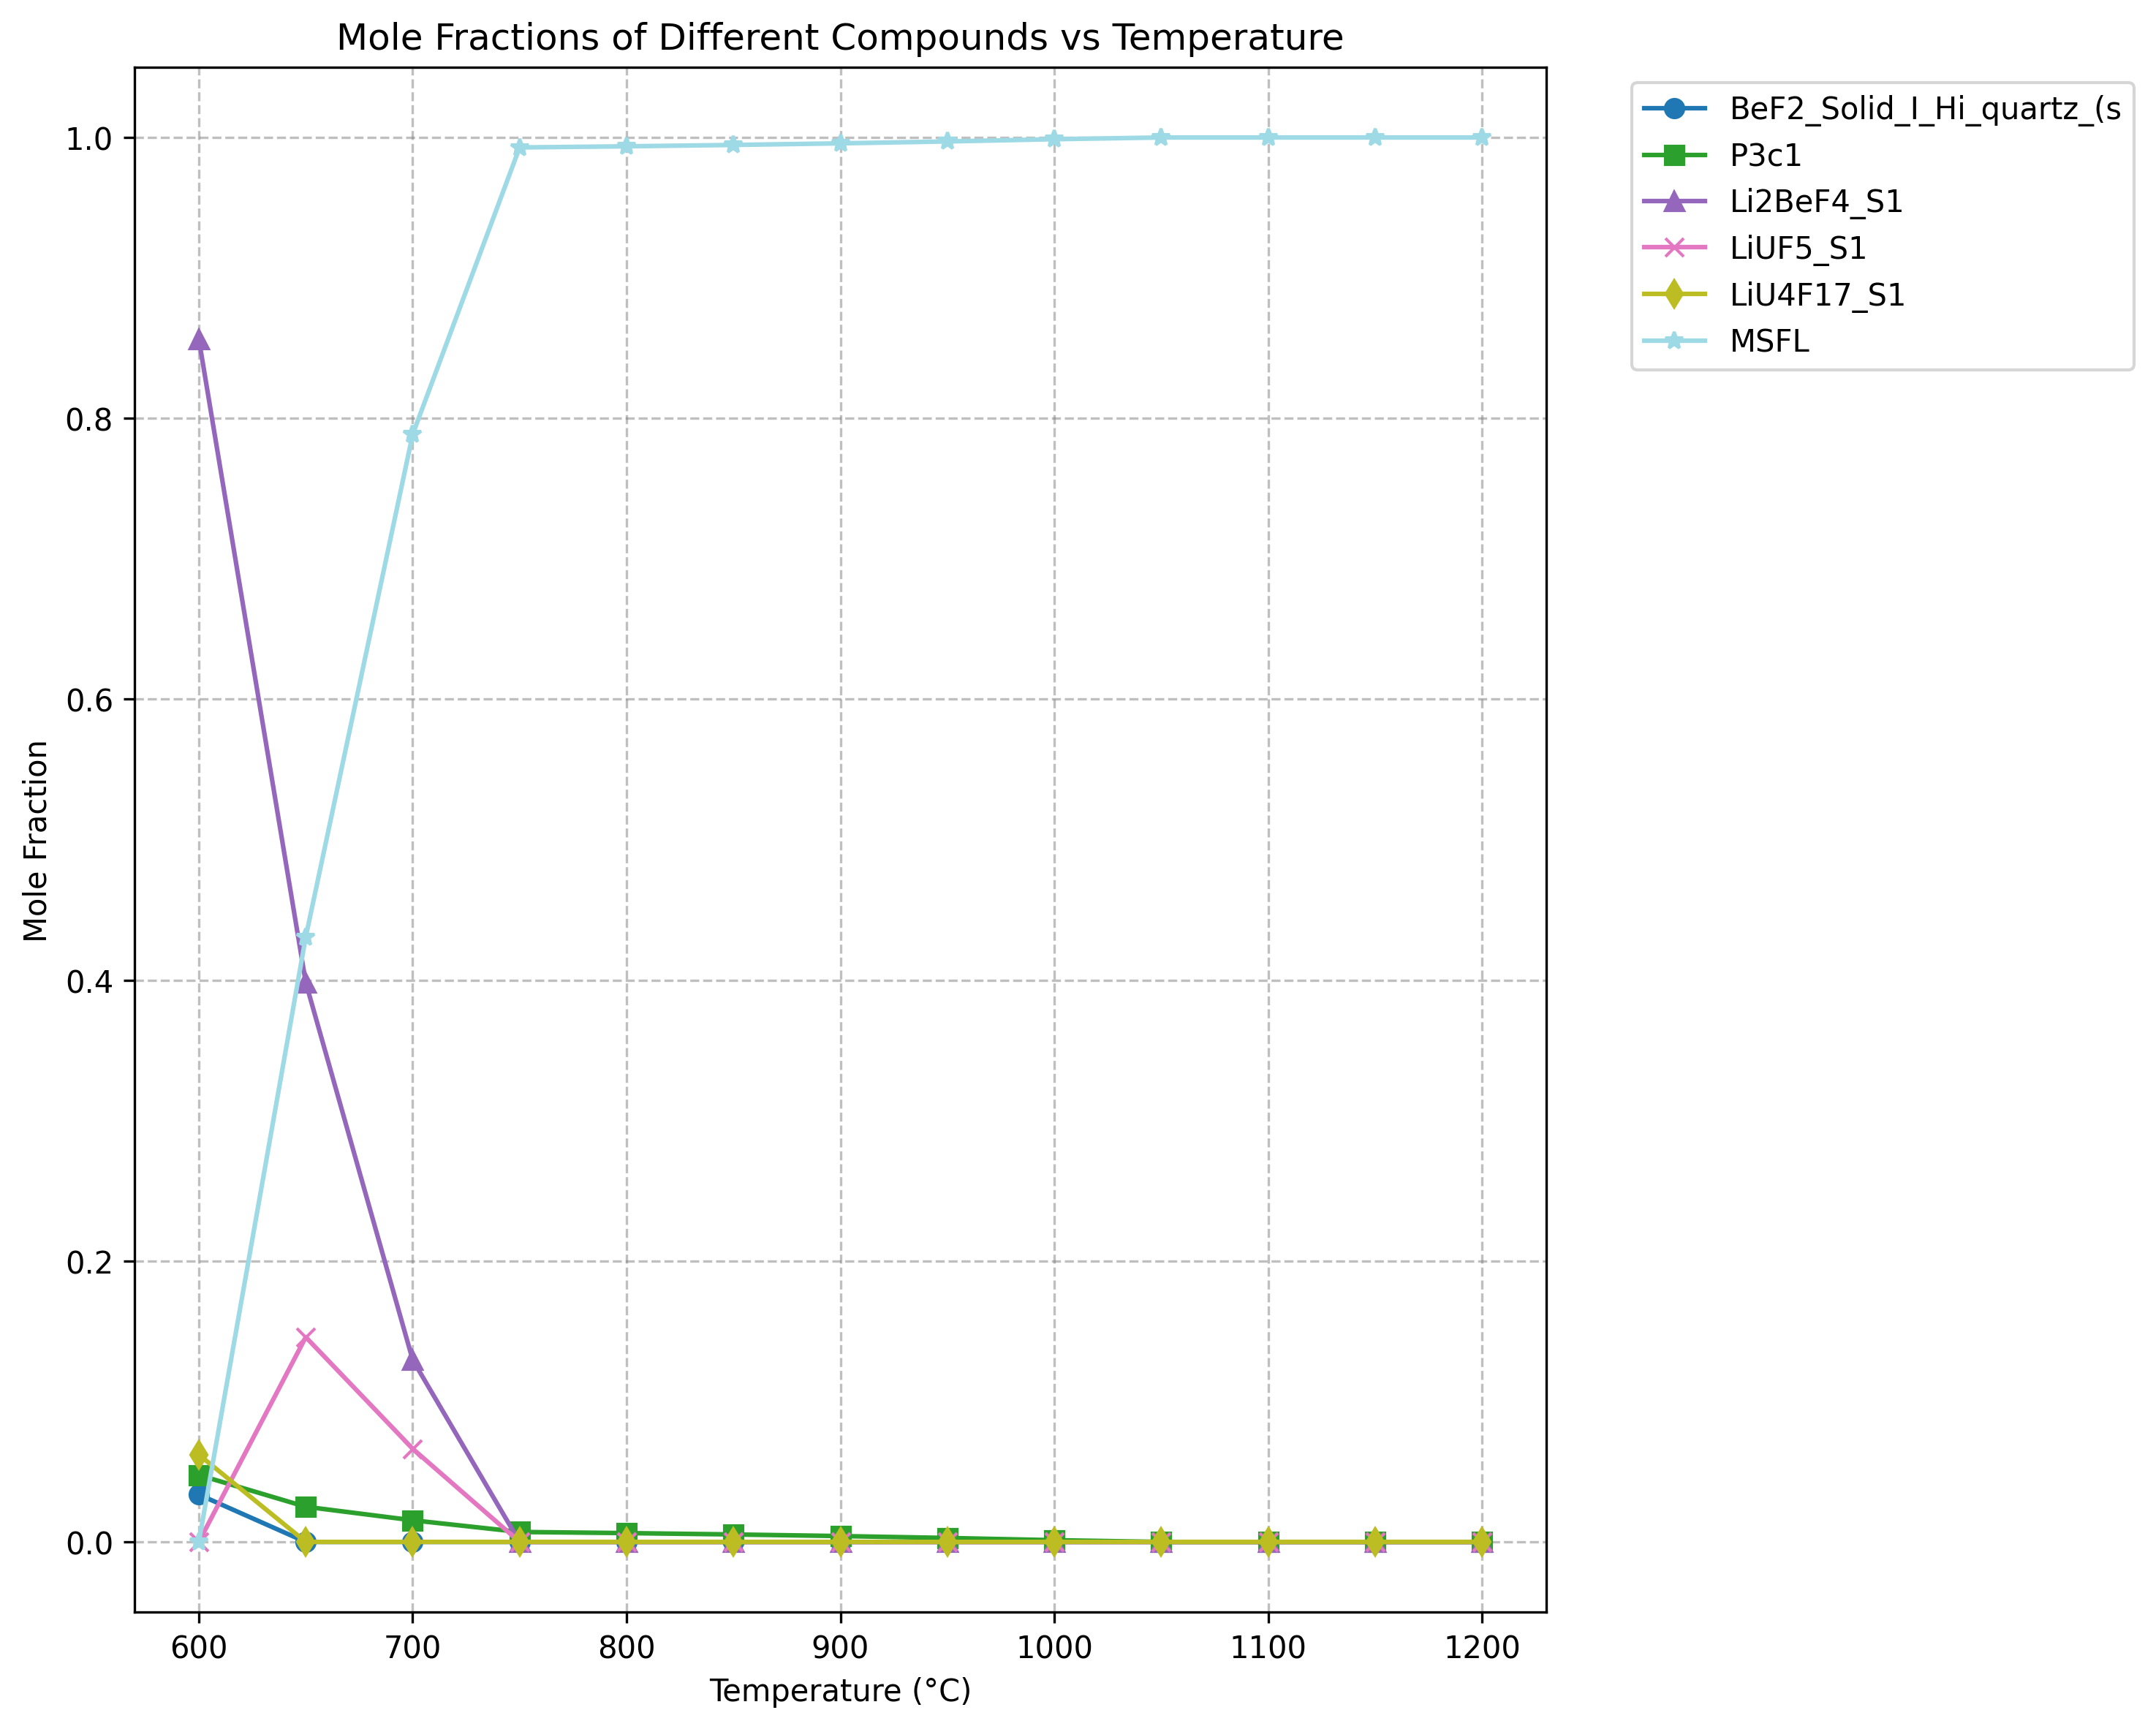 Mole Fractions of Different Compounds vs Temperature
BeF2_Solid_I_Hi_quartz_(s
P3c1
Li2BeF4_S1
LiUF5_S1
LiU4F17_S1
MSFL
1.0
0.8
0.6
0.4
0.2
0.0
Mole Fraction
600 700 800 900 1000 1100 1200
Temperature (°C)